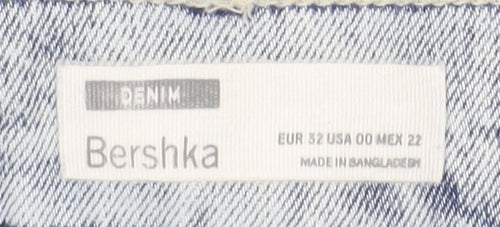 DENIM
Bershka
EUR 32 USA 00 MEX 22
MADE IN BANGLADESH